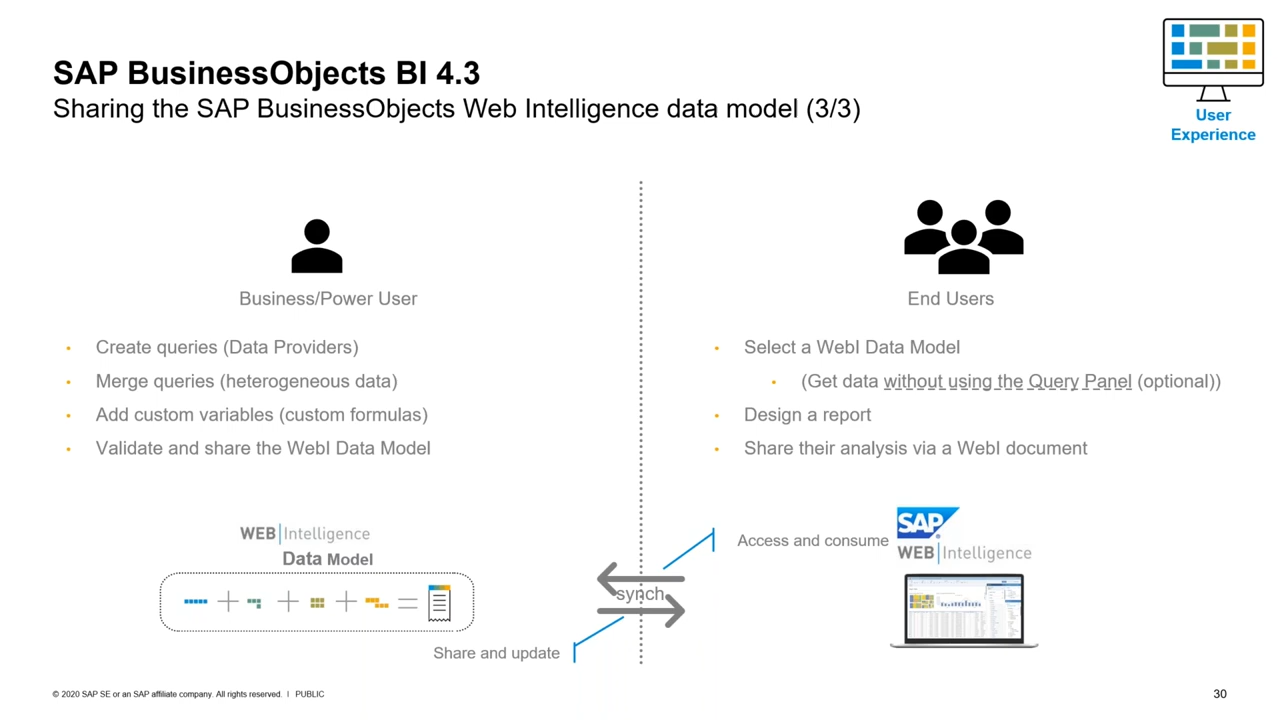 SAP BusinessObjects BI 4.3
Sharing the SAP BusinessObjects Web Intelligence data model (3/3)
User
Experience
Business/Power User
• Create queries (Data Providers)
• Merge queries (heterogeneous data)
• Add custom variables (custom formulas)
• Validate and share the WebI Data Model
End Users
• Select a WebI Data Model
• (Get data without using the Query Panel (optional))
• Design a report
• Share their analysis via a WebI document
WEB|Intelligence
Data Model
synch
Share and update
Access and consume
SAP
WEB|Intelligence
© 2020 SAP SE or an SAP affiliate company. All rights reserved. | PUBLIC
30